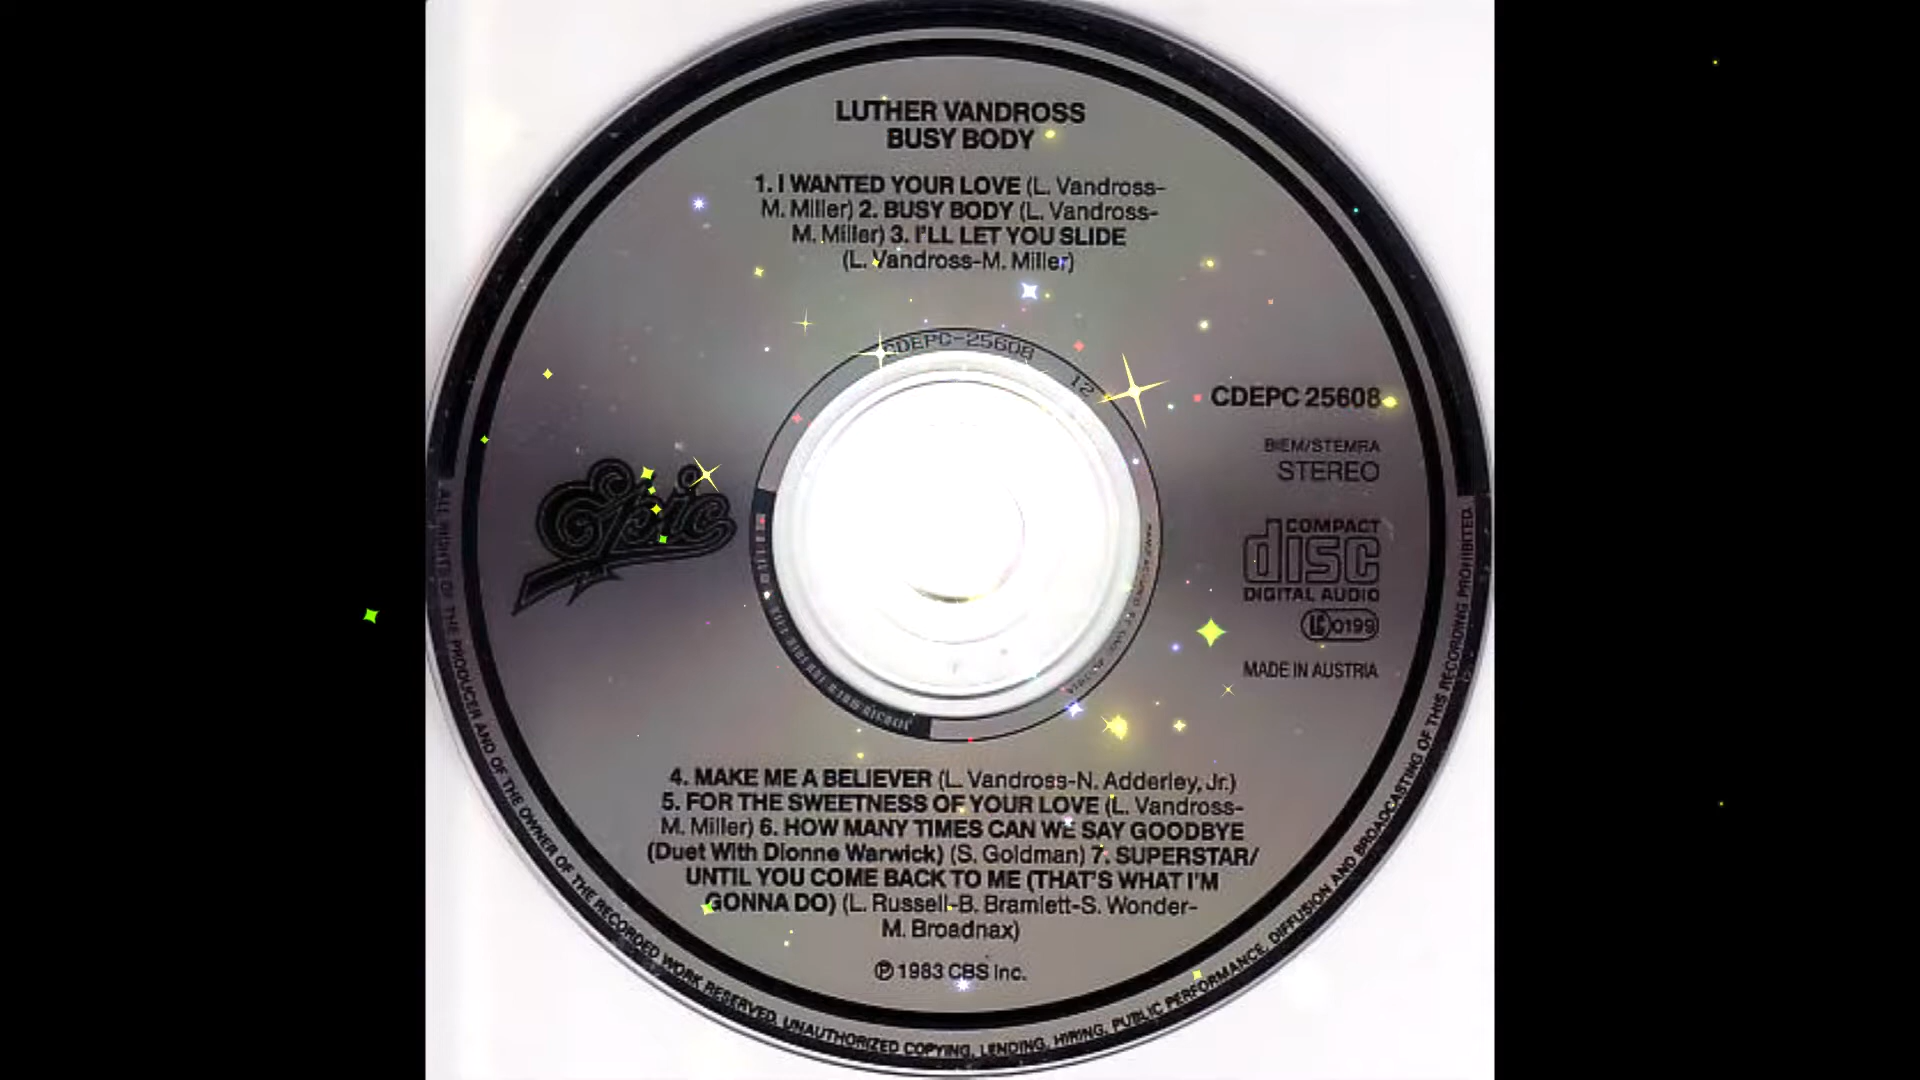 LUTHER VANDROSS
BUSY BODY
1. I WANTED YOUR LOVE (L. Vandross-
M. Miller) 2. BUSY BODY (L. Vandross-
M. Miller) 3. I'LL LET YOU SLIDE
(L. Vandross-M. Miller)
CDEPC-25608
12
CDEPC 25608
BIEM/STEMRA
STEREO
Epic
COMPACT
disc
DIGITAL AUDIO
LC 0199
MADE IN AUSTRIA
4. MAKE ME A BELIEVER (L. Vandross-N. Adderley, Jr.)
5. FOR THE SWEETNESS OF YOUR LOVE (L. Vandross-
M. Miller) 6. HOW MANY TIMES CAN WE SAY GOODBYE
(Duet With Dionne Warwick) (S. Goldman) 7. SUPERSTAR/
UNTIL YOU COME BACK TO ME (THAT'S WHAT I'M
GONNA DO) (L. Russell-B. Bramlett-S. Wonder-
M. Broadnax)
℗ 1983 CBS Inc.
ALL RIGHTS OF THE PRODUCER AND OF THE OWNER OF THE RECORDED WORK RESERVED. UNAUTHORIZED COPYING, LENDING, HIRING, PUBLIC PERFORMANCE, DIFFUSION AND BROADCASTING OF THIS RECORDING PROHIBITED.